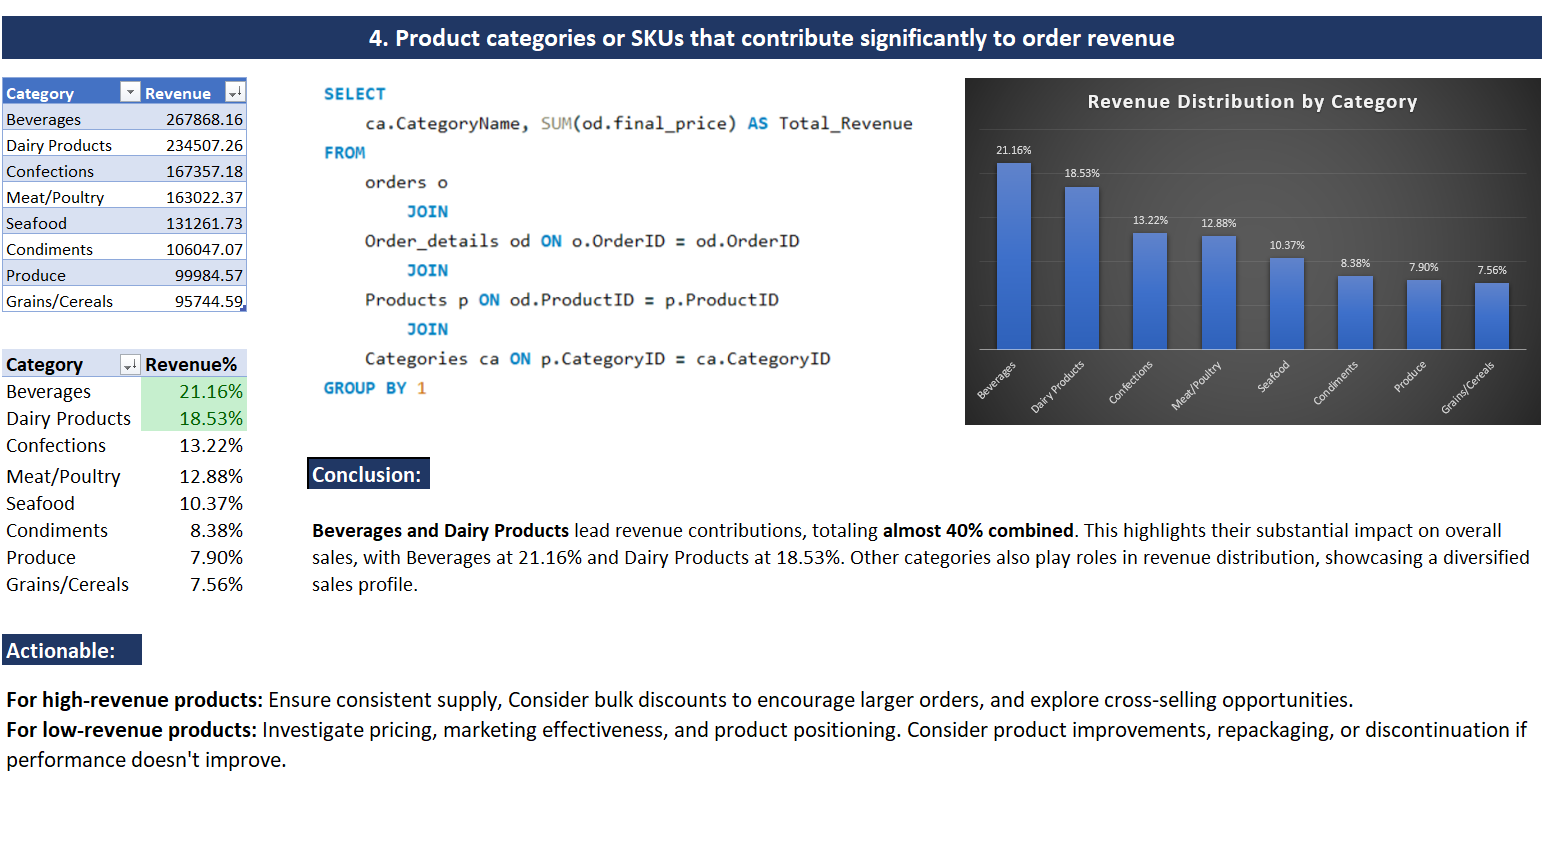 4. Product categories or SKUs that contribute significantly to order revenue
Category Revenue
Beverages 267868.16
Dairy Products 234507.26
Confections 167357.18
Meat/Poultry 163022.37
Seafood 131261.73
Condiments 106047.07
Produce 99984.57
Grains/Cereals 95744.59
Category Revenue%
Beverages 21.16%
Dairy Products 18.53%
Confections 13.22%
Meat/Poultry 12.88%
Seafood 10.37%
Condiments 8.38%
Produce 7.90%
Grains/Cereals 7.56%
SELECT
ca.CategoryName, SUM(od.final_price) AS Total_Revenue
FROM
orders o
JOIN
Order_details od ON o.OrderID = od.OrderID
JOIN
Products p ON od.ProductID = p.ProductID
JOIN
Categories ca ON p.CategoryID = ca.CategoryID
GROUP BY 1
Revenue Distribution by Category
21.16%
18.53%
13.22%
12.88%
10.37%
8.38%
7.90%
7.56%
Beverages
Dairy Products
Confections
Meat/Poultry
Seafood
Condiments
Produce
Grains/Cereals
Conclusion:
Beverages and Dairy Products lead revenue contributions, totaling almost 40% combined. This highlights their substantial impact on overall
sales, with Beverages at 21.16% and Dairy Products at 18.53%. Other categories also play roles in revenue distribution, showcasing a diversified
sales profile.
Actionable:
For high-revenue products: Ensure consistent supply, Consider bulk discounts to encourage larger orders, and explore cross-selling opportunities.
For low-revenue products: Investigate pricing, marketing effectiveness, and product positioning. Consider product improvements, repackaging, or discontinuation if
performance doesn't improve.